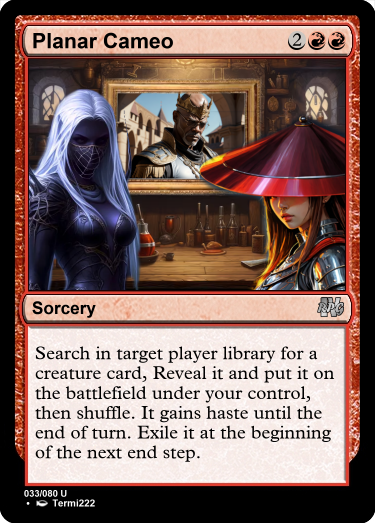 Planar Cameo 2
Sorcery
Search in target player library for a
creature card, Reveal it and put it on
the battlefield under your control,
then shuffle. It gains haste until the
end of turn. Exile it at the beginning
of the next end step.
033/080 U
• Termi222